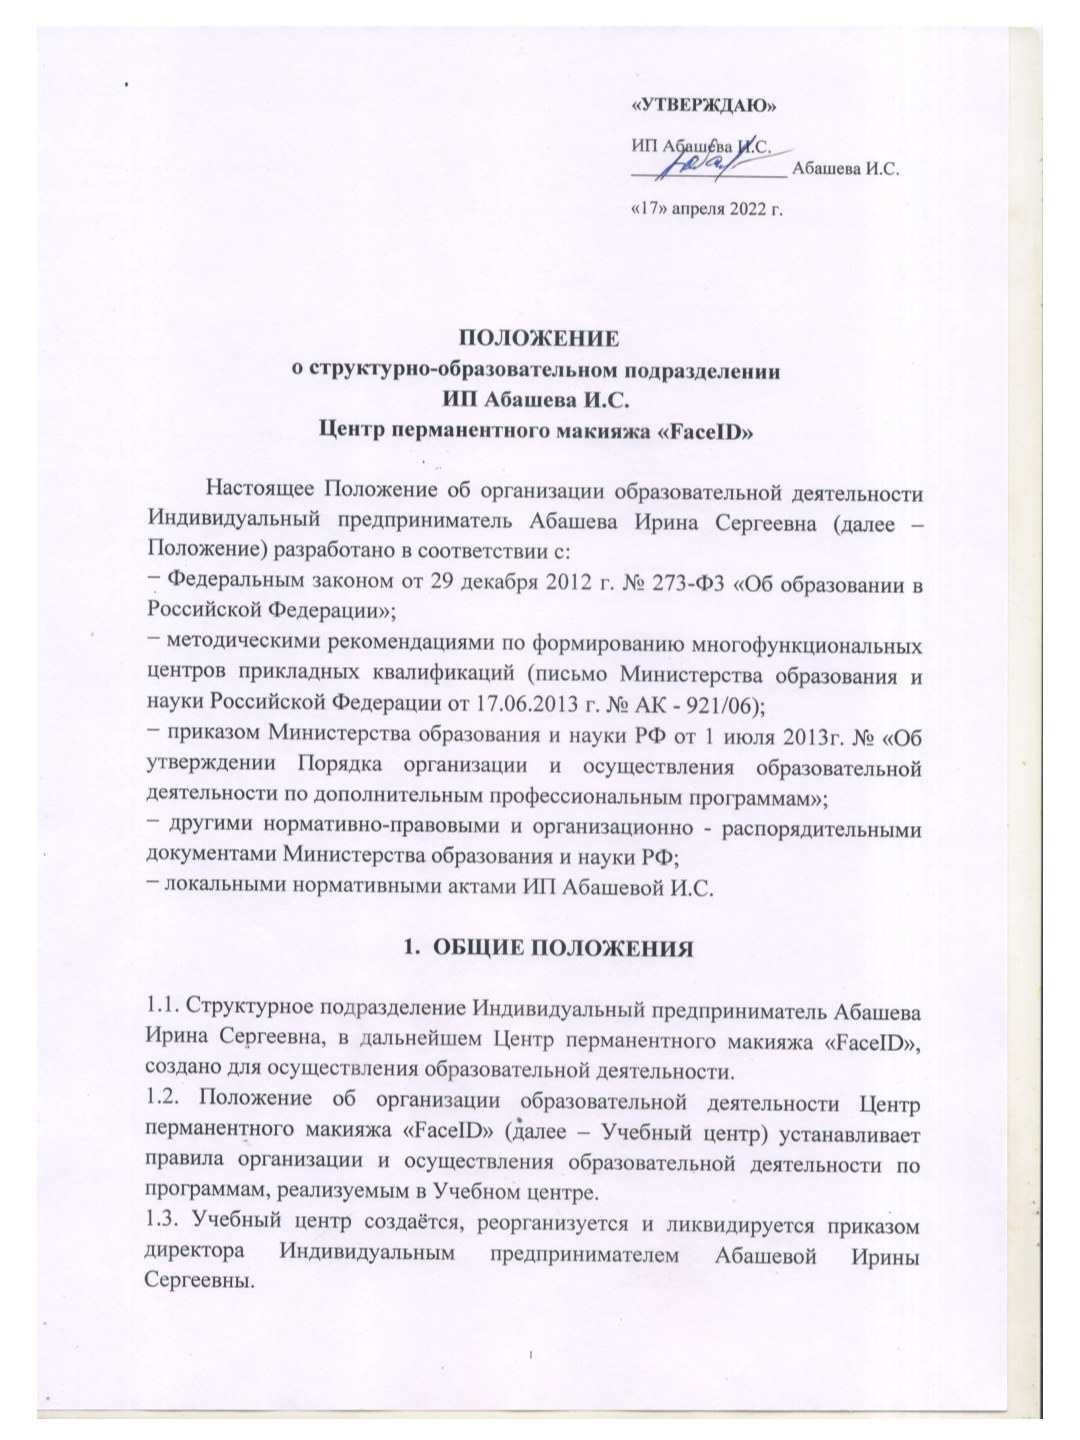 «УТВЕРЖДАЮ»
ИП Абашева И.С.
________________ Абашева И.С.
«17» апреля 2022 г.
ПОЛОЖЕНИЕ
о структурно-образовательном подразделении
ИП Абашева И.С.
Центр перманентного макияжа «FaceID»
Настоящее Положение об организации образовательной деятельности
Индивидуальный предприниматель Абашева Ирина Сергеевна (далее –
Положение) разработано в соответствии с:
− Федеральным законом от 29 декабря 2012 г. № 273-ФЗ «Об образовании в
Российской Федерации»;
− методическими рекомендациями по формированию многофункциональных
центров прикладных квалификаций (письмо Министерства образования и
науки Российской Федерации от 17.06.2013 г. № АК - 921/06);
− приказом Министерства образования и науки РФ от 1 июля 2013г. № «Об
утверждении Порядка организации и осуществления образовательной
деятельности по дополнительным профессиональным программам»;
− другими нормативно-правовыми и организационно - распорядительными
документами Министерства образования и науки РФ;
− локальными нормативными актами ИП Абашевой И.С.
1. ОБЩИЕ ПОЛОЖЕНИЯ
1.1. Структурное подразделение Индивидуальный предприниматель Абашева
Ирина Сергеевна, в дальнейшем Центр перманентного макияжа «FaceID»,
создано для осуществления образовательной деятельности.
1.2. Положение об организации образовательной деятельности Центр
перманентного макияжа «FaceID» (далее – Учебный центр) устанавливает
правила организации и осуществления образовательной деятельности по
программам, реализуемым в Учебном центре.
1.3. Учебный центр создаётся, реорганизуется и ликвидируется приказом
директора Индивидуальным предпринимателем Абашевой Ирины
Сергеевны.
1